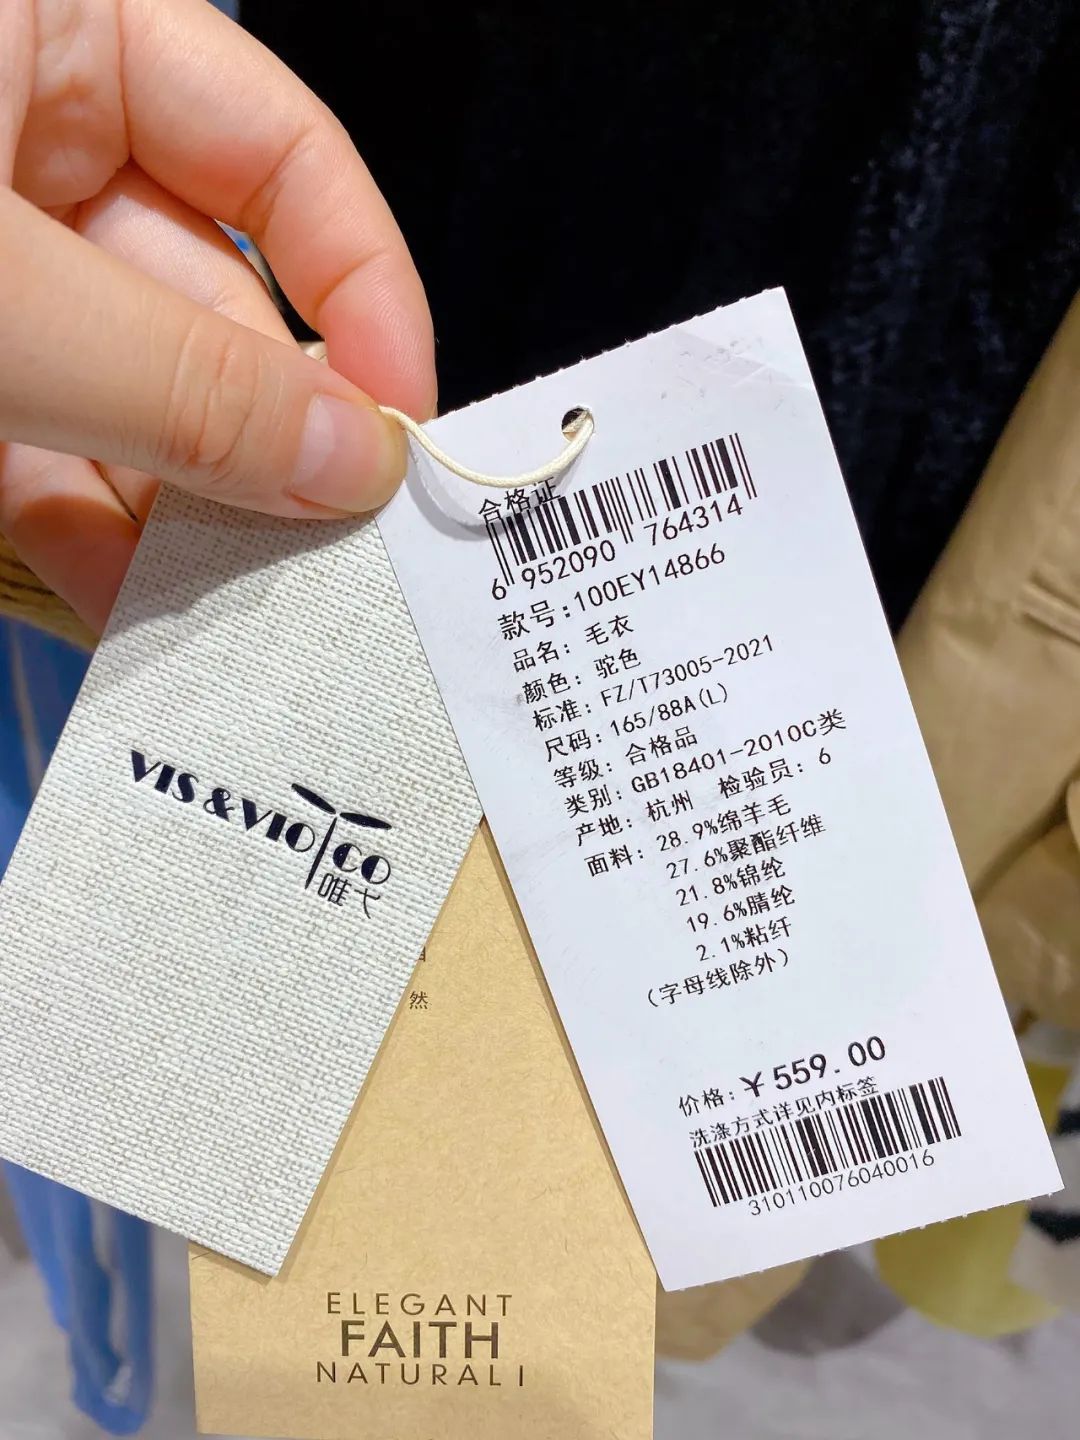 合格证
6 952090 764314
款号:100EY14866
品名: 毛衣
颜色: 驼色
标准: FZ/T73005-2021
尺码: 165/88A(L)
等级: 合格品
类别: GB18401-2010C类
产地: 杭州 检验员: 6
面料: 28.9%绵羊毛
27.6%聚酯纤维
21.8%锦纶
19.6%腈纶
2.1%粘纤
(字母线除外)
价格: ¥ 559.00
洗涤方式详见内标签
310110076040016
VIS & VIO CO
唯弋
然
ELEGANT
FAITH
NATURAL I